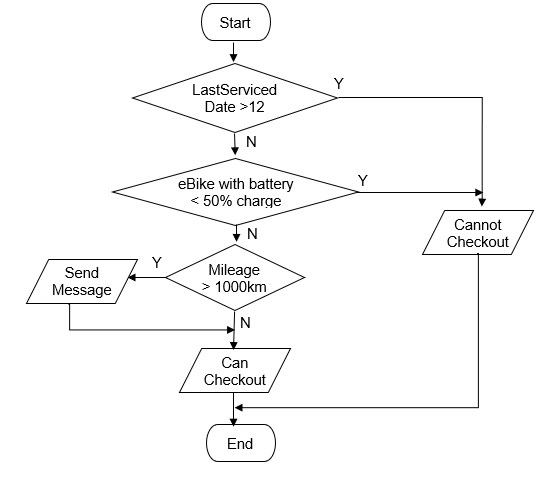 Start
LastServiced
Date >12
Y
N
eBike with battery
< 50% charge
Y
N
Cannot
Checkout
Mileage
> 1000km
Y
Send
Message
N
Can
Checkout
End